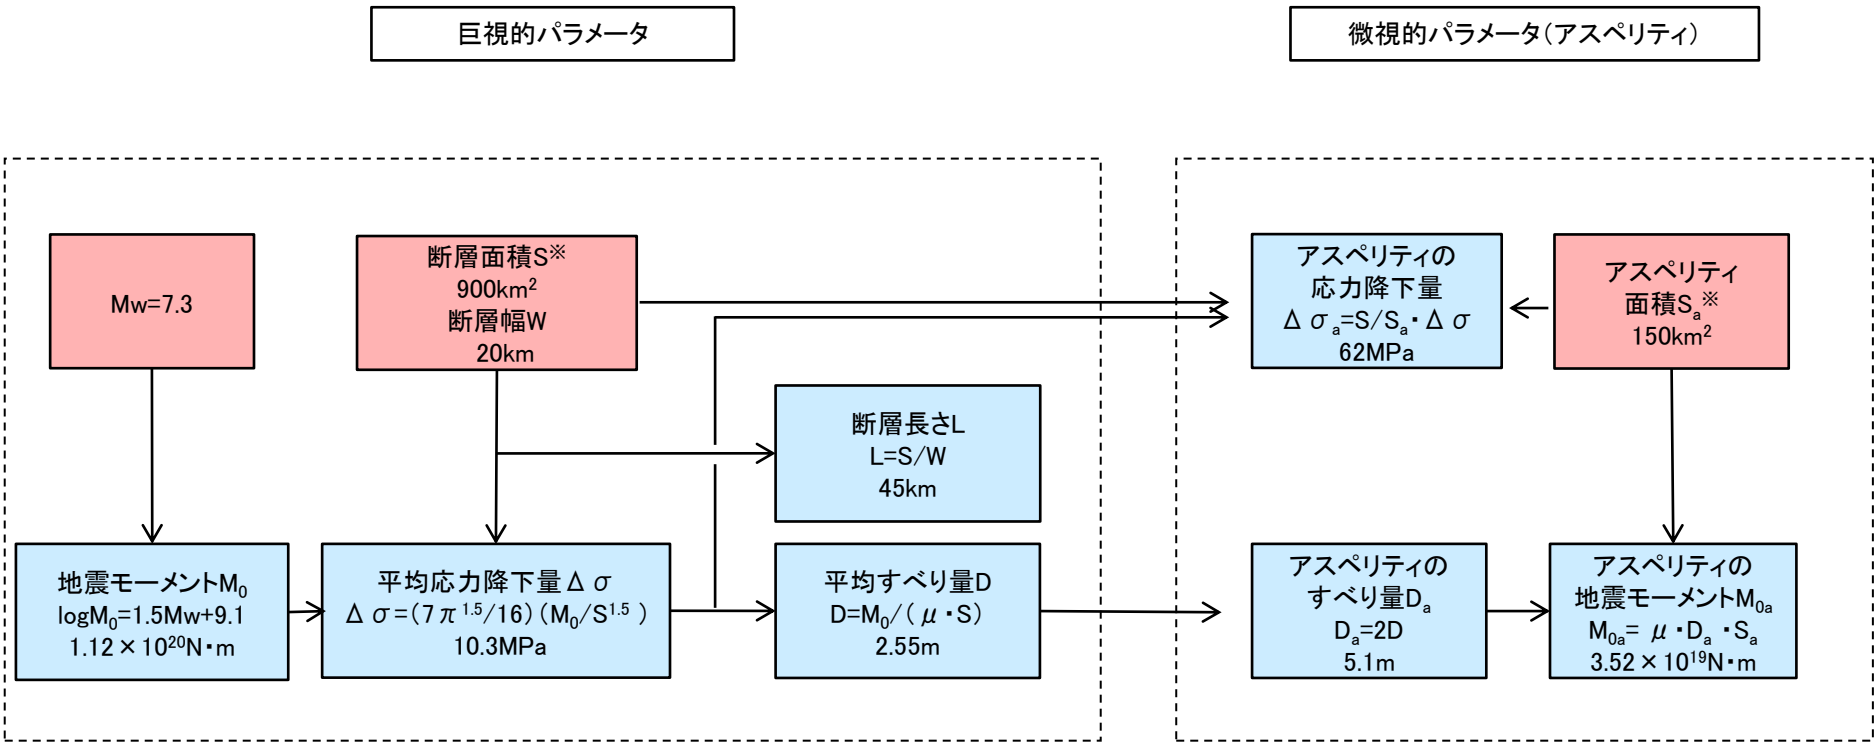 巨視的パラメータ
微視的パラメータ(アスペリティ)
Mw=7.3
断層面積S※
900km²
断層幅W
20km
アスペリティの
応力降下量
Δσₐ=S/Sₐ・Δσ
62MPa
アスペリティ
面積Sₐ※
150km²
断層長さL
L=S/W
45km
地震モーメントM₀
logM₀=1.5Mw+9.1
1.12×10²⁰N・m
平均応力降下量Δσ
Δσ=(7π¹·⁵/16)(M₀/S¹·⁵)
10.3MPa
平均すべり量D
D=M₀/(μ・S)
2.55m
アスペリティの
すべり量Dₐ
Dₐ=2D
5.1m
アスペリティの
地震モーメントM₀ₐ
M₀ₐ=μ・Dₐ・Sₐ
3.52×10¹⁹N・m